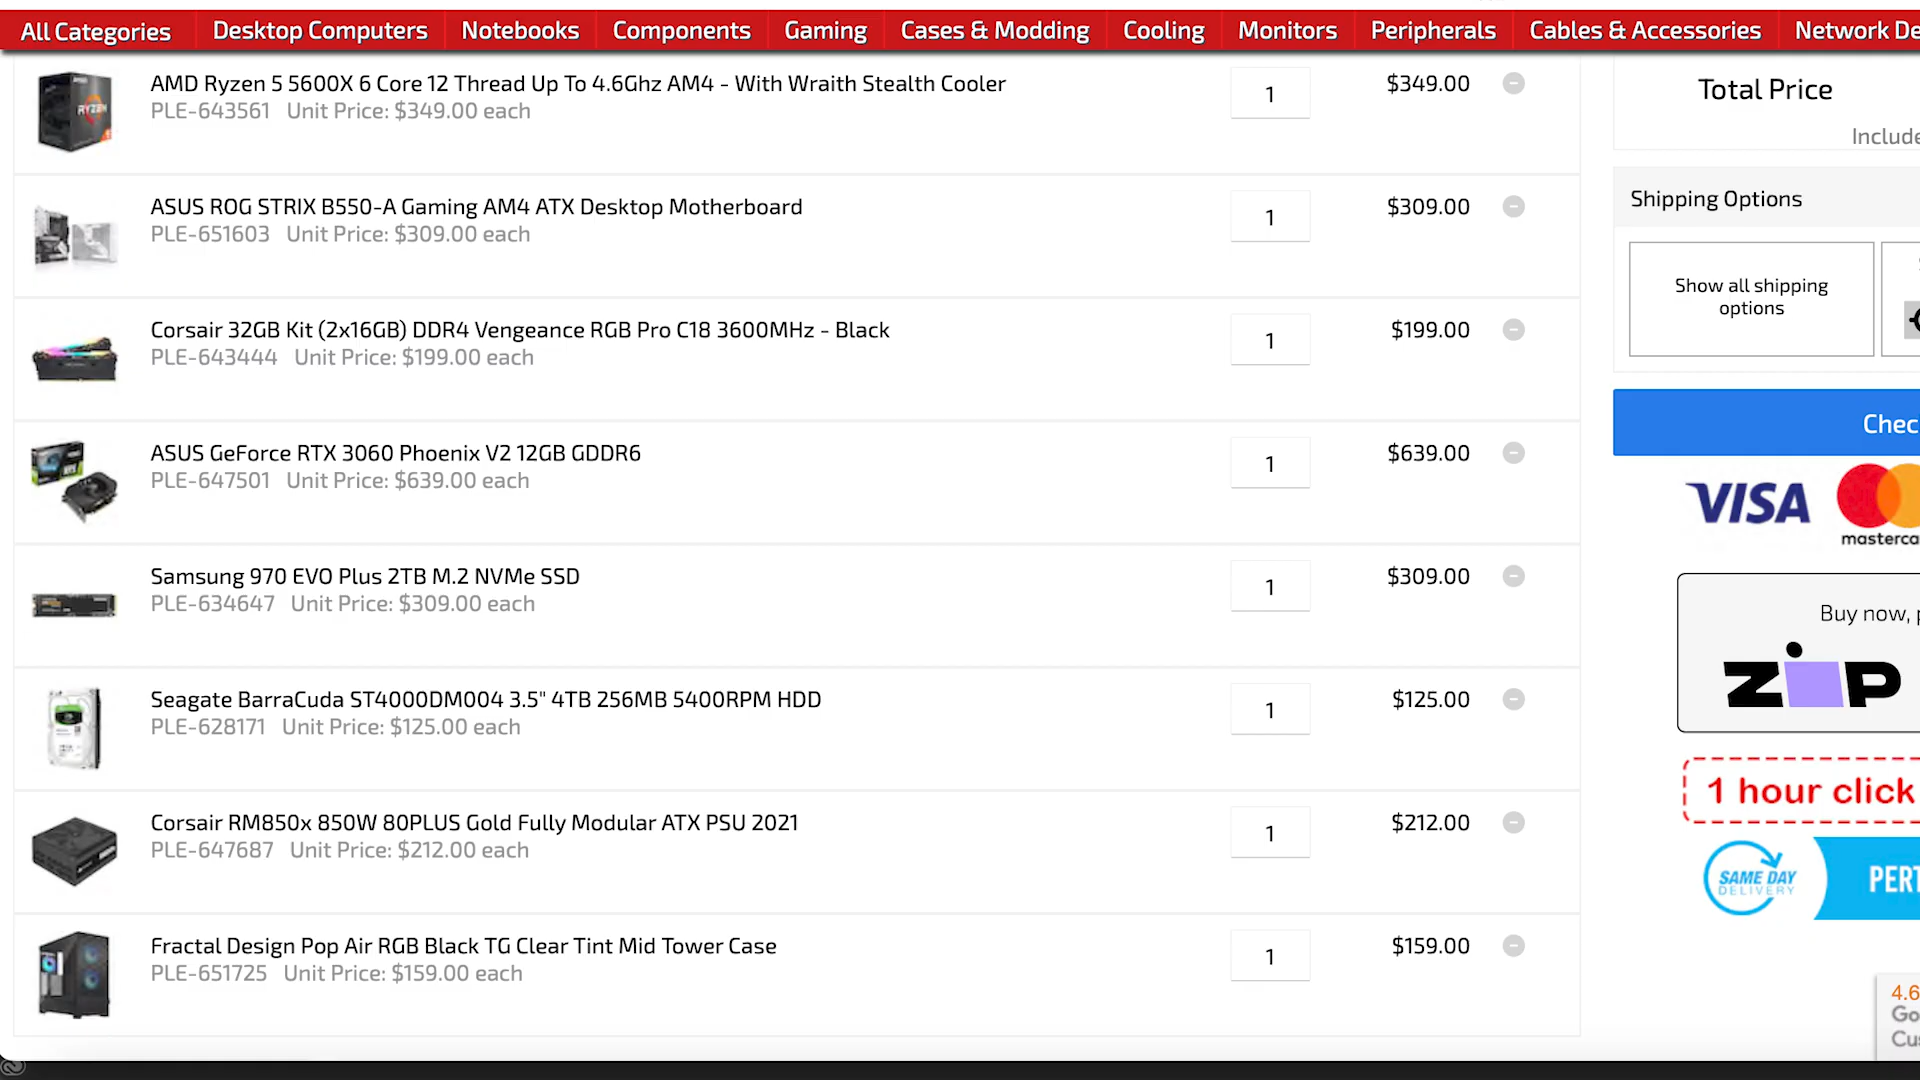 All Categories Desktop Computers Notebooks Components Gaming Cases & Modding Cooling Monitors Peripherals Cables & Accessories Network
AMD Ryzen 5 5600X 6 Core 12 Thread Up To 4.6Ghz AM4 - With Wraith Stealth Cooler 1 $349.00
PLE-643561 Unit Price: $349.00 each
ASUS ROG STRIX B550-A Gaming AM4 ATX Desktop Motherboard 1 $309.00
PLE-651603 Unit Price: $309.00 each
Corsair 32GB Kit (2x16GB) DDR4 Vengeance RGB Pro C18 3600MHz - Black 1 $199.00
PLE-643444 Unit Price: $199.00 each
ASUS GeForce RTX 3060 Phoenix V2 12GB GDDR6 1 $639.00
PLE-647501 Unit Price: $639.00 each
Samsung 970 EVO Plus 2TB M.2 NVMe SSD 1 $309.00
PLE-634647 Unit Price: $309.00 each
Seagate BarraCuda ST4000DM004 3.5" 4TB 256MB 5400RPM HDD 1 $125.00
PLE-628171 Unit Price: $125.00 each
Corsair RM850x 850W 80PLUS Gold Fully Modular ATX PSU 2021 1 $212.00
PLE-647687 Unit Price: $212.00 each
Fractal Design Pop Air RGB Black TG Clear Tint Mid Tower Case 1 $159.00
PLE-651725 Unit Price: $159.00 each
Total Price
Include
Shipping Options
Show all shipping
options
Chec
VISA
masterca
Buy now,
ZIP
1 hour click
SAME DAY
DELIVERY
PERT
4.6
Go
Cus